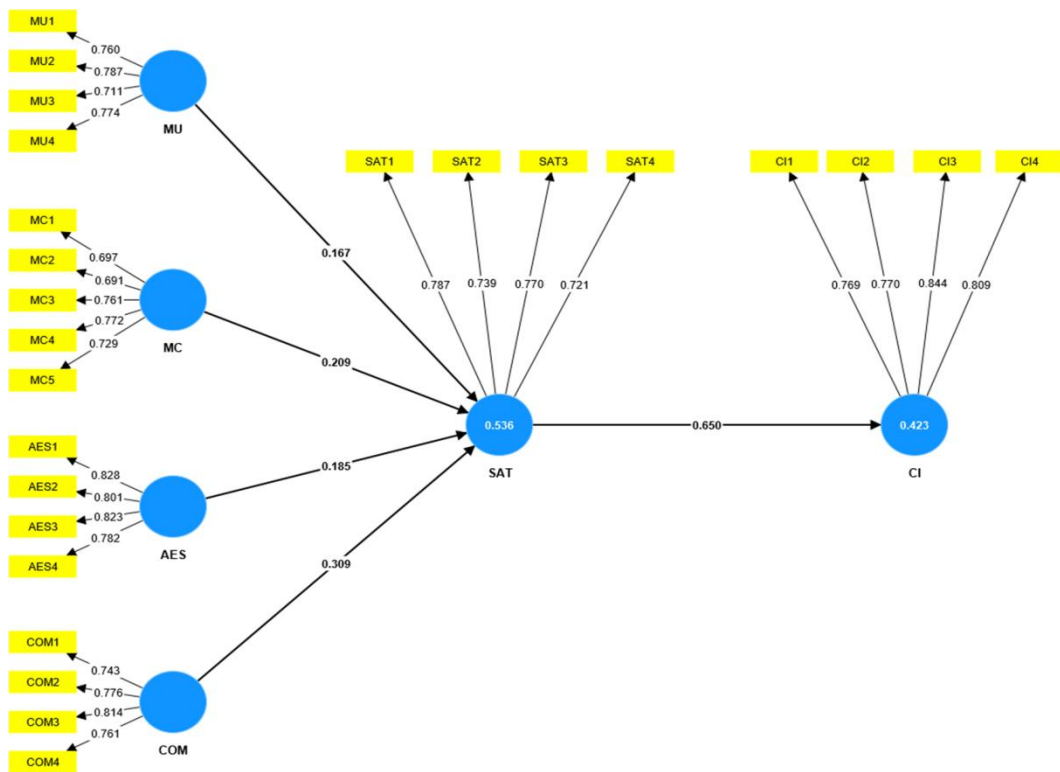 MU1
0.760
MU2
0.787
MU3
0.711
MU4
0.774
MU
MC1
0.697
MC2
0.691
MC3
0.761
MC4
0.772
MC5
0.729
MC
AES1
0.828
AES2
0.801
AES3
0.823
AES4
0.782
AES
COM1
0.743
COM2
0.776
COM3
0.814
COM4
0.761
COM
0.167
0.209
0.185
0.309
SAT1 SAT2 SAT3 SAT4
0.787 0.739 0.770 0.721
0.536
SAT
0.650
CI1 CI2 CI3 CI4
0.769 0.770 0.844 0.809
0.423
CI